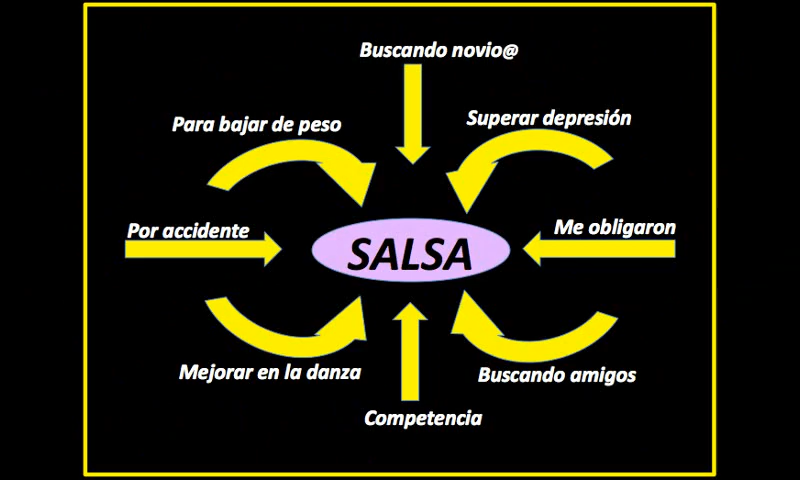 Buscando novio@
Para bajar de peso
Superar depresión
Por accidente
Me obligaron
SALSA
Mejorar en la danza
Buscando amigos
Competencia